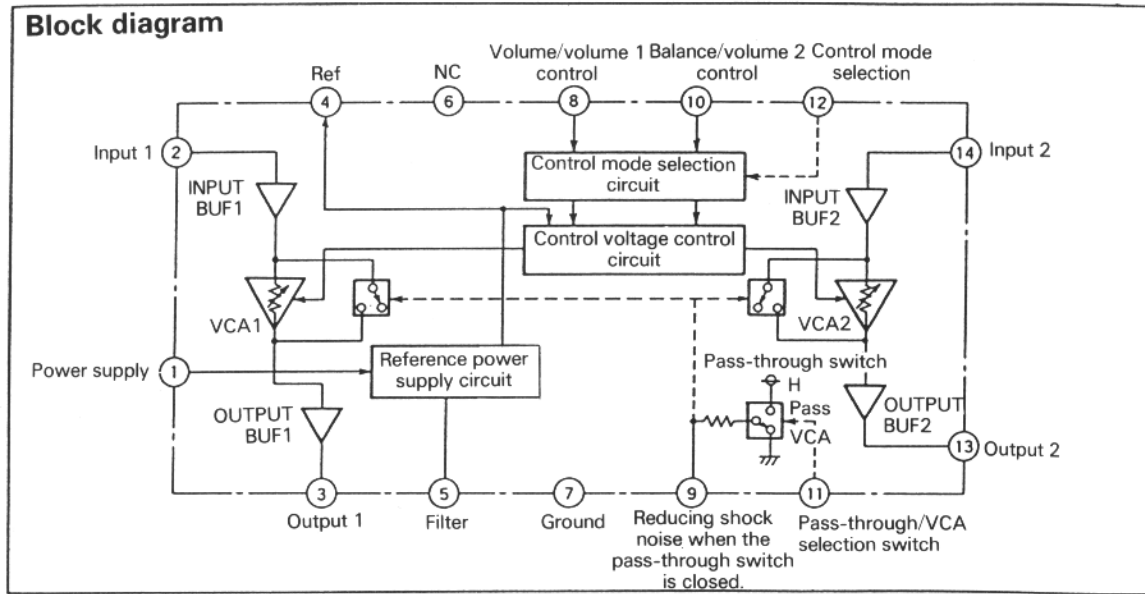 Block diagram
Volume/volume 1 Balance/volume 2 Control mode
Ref NC control control selection
4 6 8 10 12
Input 1 2 14 Input 2
Control mode selection
circuit
INPUT
BUF1
INPUT
BUF2
Control voltage control
circuit
VCA1
VCA2
Power supply 1
Reference power
supply circuit
Pass-through switch
H
Pass
VCA
OUTPUT
BUF1
OUTPUT
BUF2
13 Output 2
3 5 7 9 11
Output 1 Filter Ground
Reducing shock
noise when the
pass-through switch
is closed.
Pass-through/VCA
selection switch